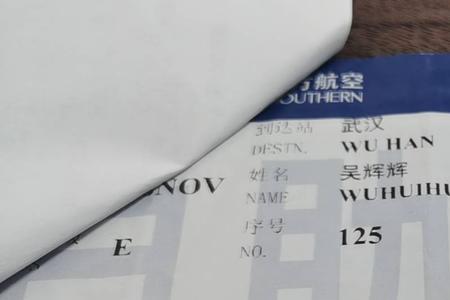 方航空
OUTHERN
到达站 武汉
DESTN. WU HAN
姓名 吴辉辉
NOV NAME WUHUIHU
序号
E NO. 125